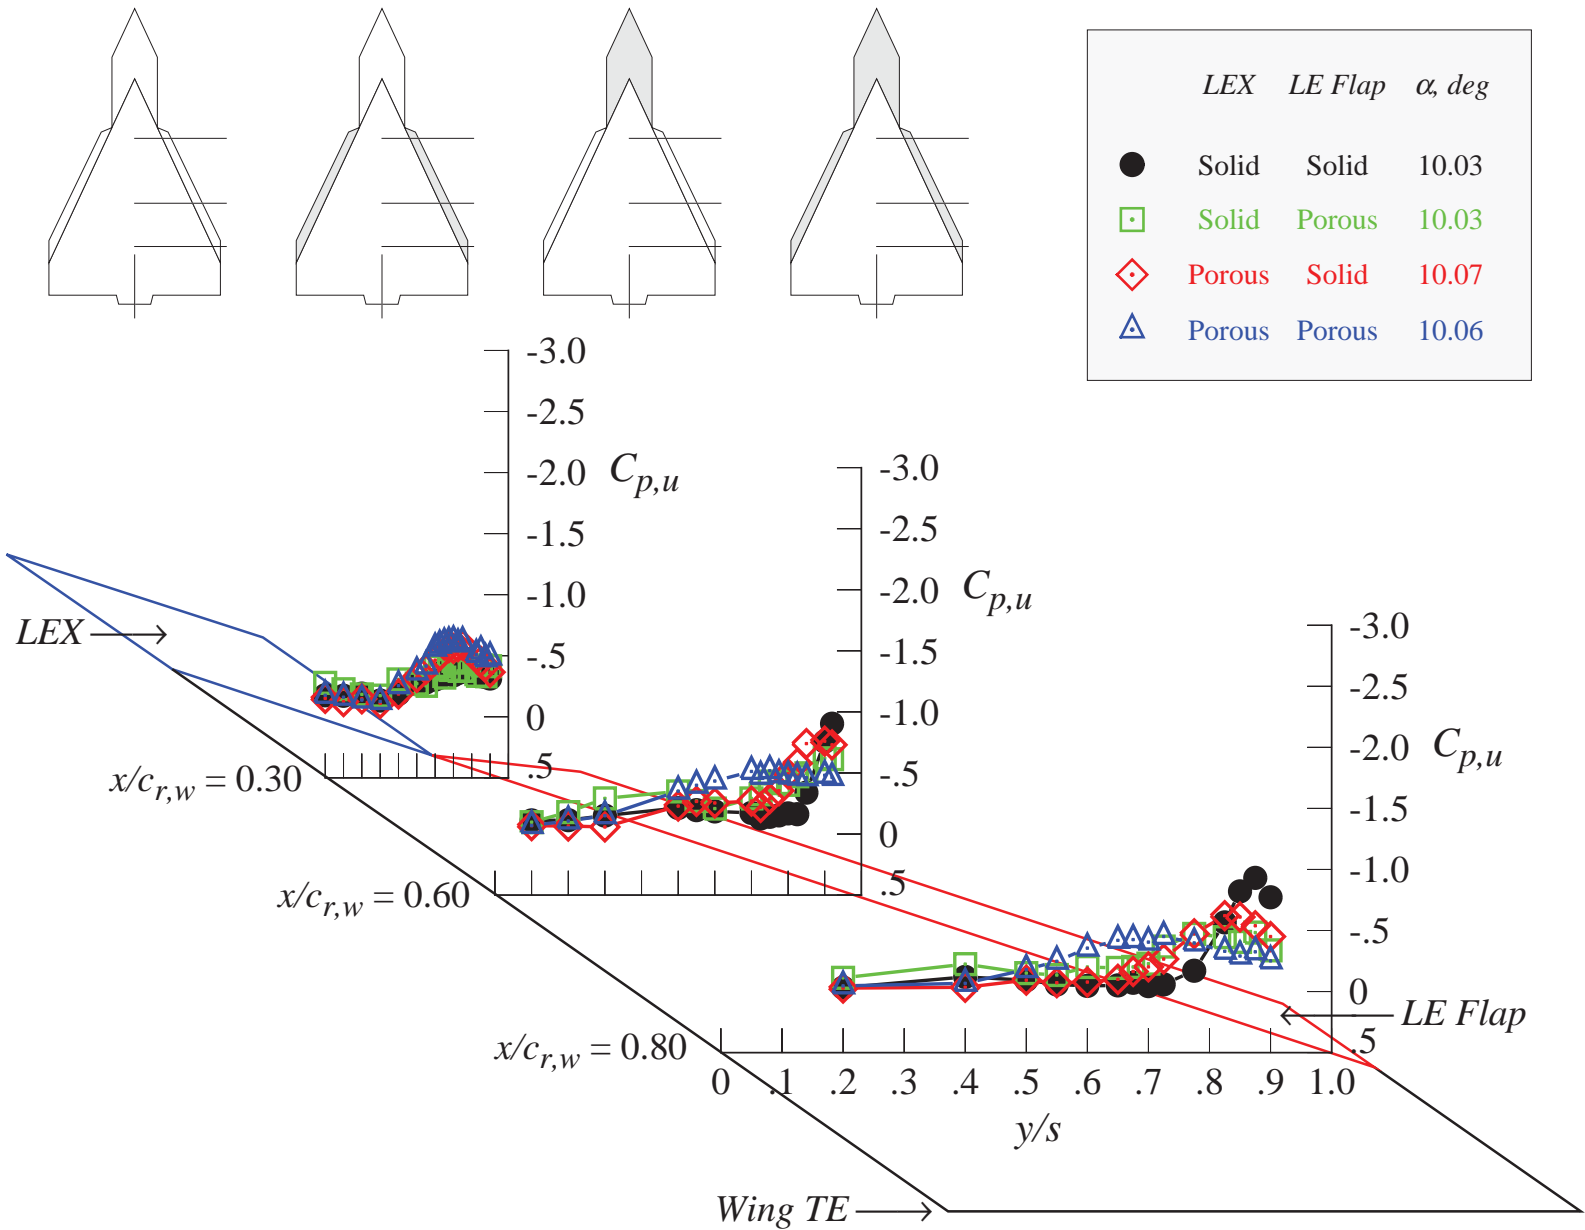 LEX LE Flap α, deg
Solid Solid 10.03
Solid Porous 10.03
Porous Solid 10.07
Porous Porous 10.06
-3.0
-2.5
-2.0
-1.5
-1.0
-.5
0
.5
C_{p,u}
x/c_{r,w} = 0.30
LEX
-3.0
-2.5
-2.0
-1.5
-1.0
-.5
0
.5
C_{p,u}
x/c_{r,w} = 0.60
-3.0
-2.5
-2.0
-1.5
-1.0
-.5
0
.5
C_{p,u}
LE Flap
x/c_{r,w} = 0.80
0 .1 .2 .3 .4 .5 .6 .7 .8 .9 1.0
y/s
Wing TE